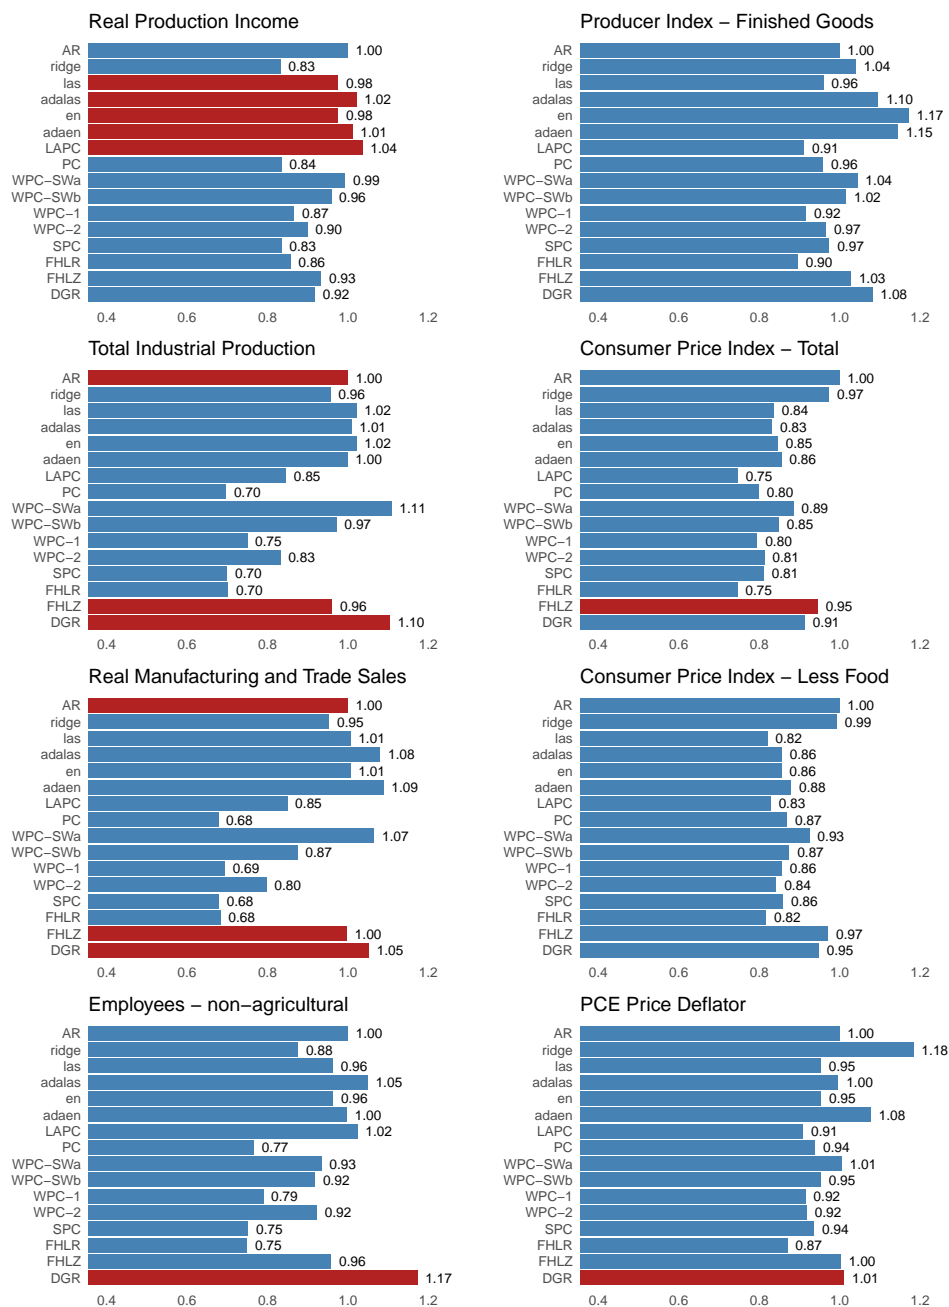 Real Production Income
AR 1.00
ridge 0.83
las 0.98
adalas 1.02
en 0.98
adaen 1.01
LAPC 1.04
PC 0.84
WPC−SWa 0.99
WPC−SWb 0.96
WPC−1 0.87
WPC−2 0.90
SPC 0.83
FHLR 0.86
FHLZ 0.93
DGR 0.92
0.4 0.6 0.8 1.0 1.2
Producer Index − Finished Goods
AR 1.00
ridge 1.04
las 0.96
adalas 1.10
en 1.17
adaen 1.15
LAPC 0.91
PC 0.96
WPC−SWa 1.04
WPC−SWb 1.02
WPC−1 0.92
WPC−2 0.97
SPC 0.97
FHLR 0.90
FHLZ 1.03
DGR 1.08
0.4 0.6 0.8 1.0 1.2
Total Industrial Production
AR 1.00
ridge 0.96
las 1.02
adalas 1.01
en 1.02
adaen 1.00
LAPC 0.85
PC 0.70
WPC−SWa 1.11
WPC−SWb 0.97
WPC−1 0.75
WPC−2 0.83
SPC 0.70
FHLR 0.70
FHLZ 0.96
DGR 1.10
0.4 0.6 0.8 1.0 1.2
Consumer Price Index − Total
AR 1.00
ridge 0.97
las 0.84
adalas 0.83
en 0.85
adaen 0.86
LAPC 0.75
PC 0.80
WPC−SWa 0.89
WPC−SWb 0.85
WPC−1 0.80
WPC−2 0.81
SPC 0.81
FHLR 0.75
FHLZ 0.95
DGR 0.91
0.4 0.6 0.8 1.0 1.2
Real Manufacturing and Trade Sales
AR 1.00
ridge 0.95
las 1.01
adalas 1.08
en 1.01
adaen 1.09
LAPC 0.85
PC 0.68
WPC−SWa 1.07
WPC−SWb 0.87
WPC−1 0.69
WPC−2 0.80
SPC 0.68
FHLR 0.68
FHLZ 1.00
DGR 1.05
0.4 0.6 0.8 1.0 1.2
Consumer Price Index − Less Food
AR 1.00
ridge 0.99
las 0.82
adalas 0.86
en 0.86
adaen 0.88
LAPC 0.83
PC 0.87
WPC−SWa 0.93
WPC−SWb 0.87
WPC−1 0.86
WPC−2 0.84
SPC 0.86
FHLR 0.82
FHLZ 0.97
DGR 0.95
0.4 0.6 0.8 1.0 1.2
Employees − non−agricultural
AR 1.00
ridge 0.88
las 0.96
adalas 1.05
en 0.96
adaen 1.00
LAPC 1.02
PC 0.77
WPC−SWa 0.93
WPC−SWb 0.92
WPC−1 0.79
WPC−2 0.92
SPC 0.75
FHLR 0.75
FHLZ 0.96
DGR 1.17
0.4 0.6 0.8 1.0 1.2
PCE Price Deflator
AR 1.00
ridge 1.18
las 0.95
adalas 1.00
en 0.95
adaen 1.08
LAPC 0.91
PC 0.94
WPC−SWa 1.01
WPC−SWb 0.95
WPC−1 0.92
WPC−2 0.92
SPC 0.94
FHLR 0.87
FHLZ 1.00
DGR 1.01
0.4 0.6 0.8 1.0 1.2